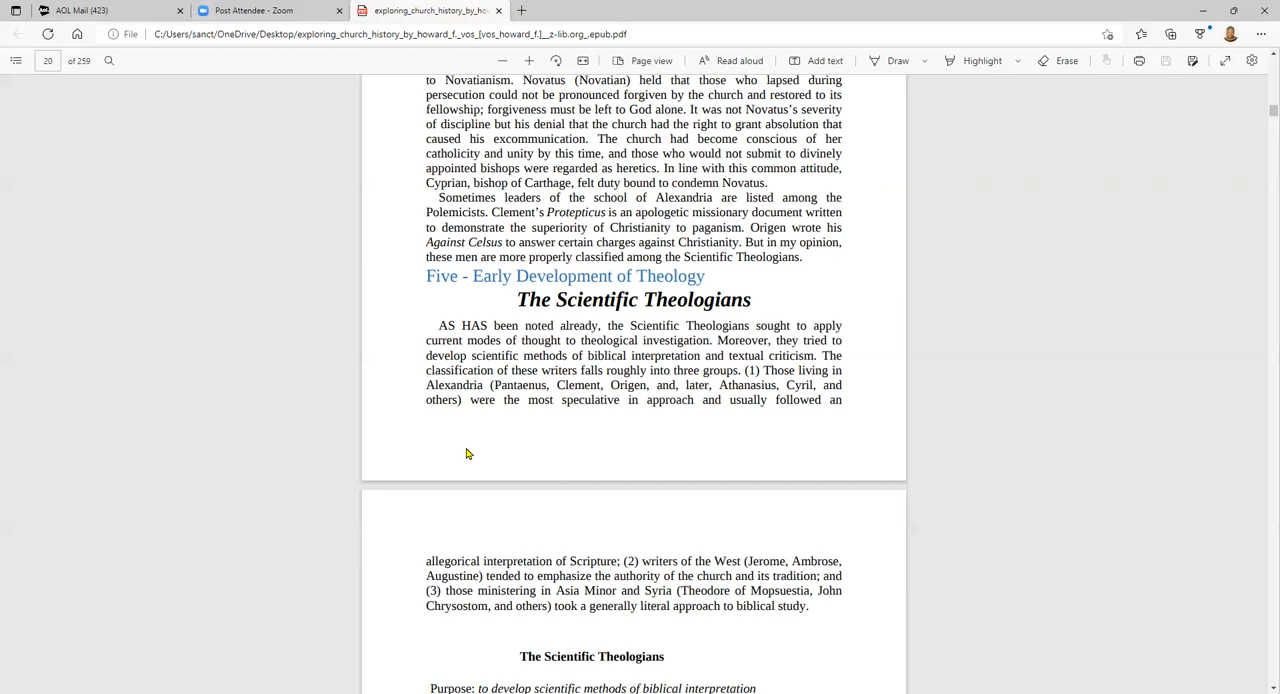 AOL Mail (423)
Post Attendee - Zoom
exploring_church_history_by_ho
File
C:/Users/sanct/OneDrive/Desktop/exploring_church_history_by_howard_f._vos_[vos_howard_f.]__z-lib.org_.epub.pdf
20 of 259
Page view
Read aloud
Add text
Draw
Highlight
Erase
to Novatianism. Novatus (Novatian) held that those who lapsed during
persecution could not be pronounced forgiven by the church and restored to its
fellowship; forgiveness must be left to God alone. It was not Novatus's severity
of discipline but his denial that the church had the right to grant absolution that
caused his excommunication. The church had become conscious of her
catholicity and unity by this time, and those who would not submit to divinely
appointed bishops were regarded as heretics. In line with this common attitude,
Cyprian, bishop of Carthage, felt duty bound to condemn Novatus.
Sometimes leaders of the school of Alexandria are listed among the
Polemicists. Clement's Protepticus is an apologetic missionary document written
to demonstrate the superiority of Christianity to paganism. Origen wrote his
Against Celsus to answer certain charges against Christianity. But in my opinion,
these men are more properly classified among the Scientific Theologians.
Five - Early Development of Theology
The Scientific Theologians
AS HAS been noted already, the Scientific Theologians sought to apply
current modes of thought to theological investigation. Moreover, they tried to
develop scientific methods of biblical interpretation and textual criticism. The
classification of these writers falls roughly into three groups. (1) Those living in
Alexandria (Pantaenus, Clement, Origen, and, later, Athanasius, Cyril, and
others) were the most speculative in approach and usually followed an
allegorical interpretation of Scripture; (2) writers of the West (Jerome, Ambrose,
Augustine) tended to emphasize the authority of the church and its tradition; and
(3) those ministering in Asia Minor and Syria (Theodore of Mopsuestia, John
Chrysostom, and others) took a generally literal approach to biblical study.
The Scientific Theologians
Purpose: to develop scientific methods of biblical interpretation